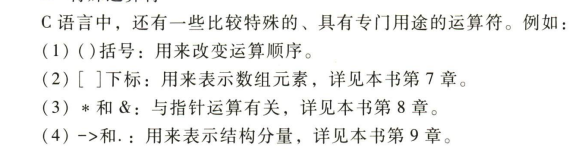 C 语言中，还有一些比较特殊的、具有专门用途的运算符。例如：
(1) ( )括号：用来改变运算顺序。
(2) [ ]下标：用来表示数组元素，详见本书第 7 章。
(3) * 和 &：与指针运算有关，详见本书第 8 章。
(4) ->和.：用来表示结构分量，详见本书第 9 章。